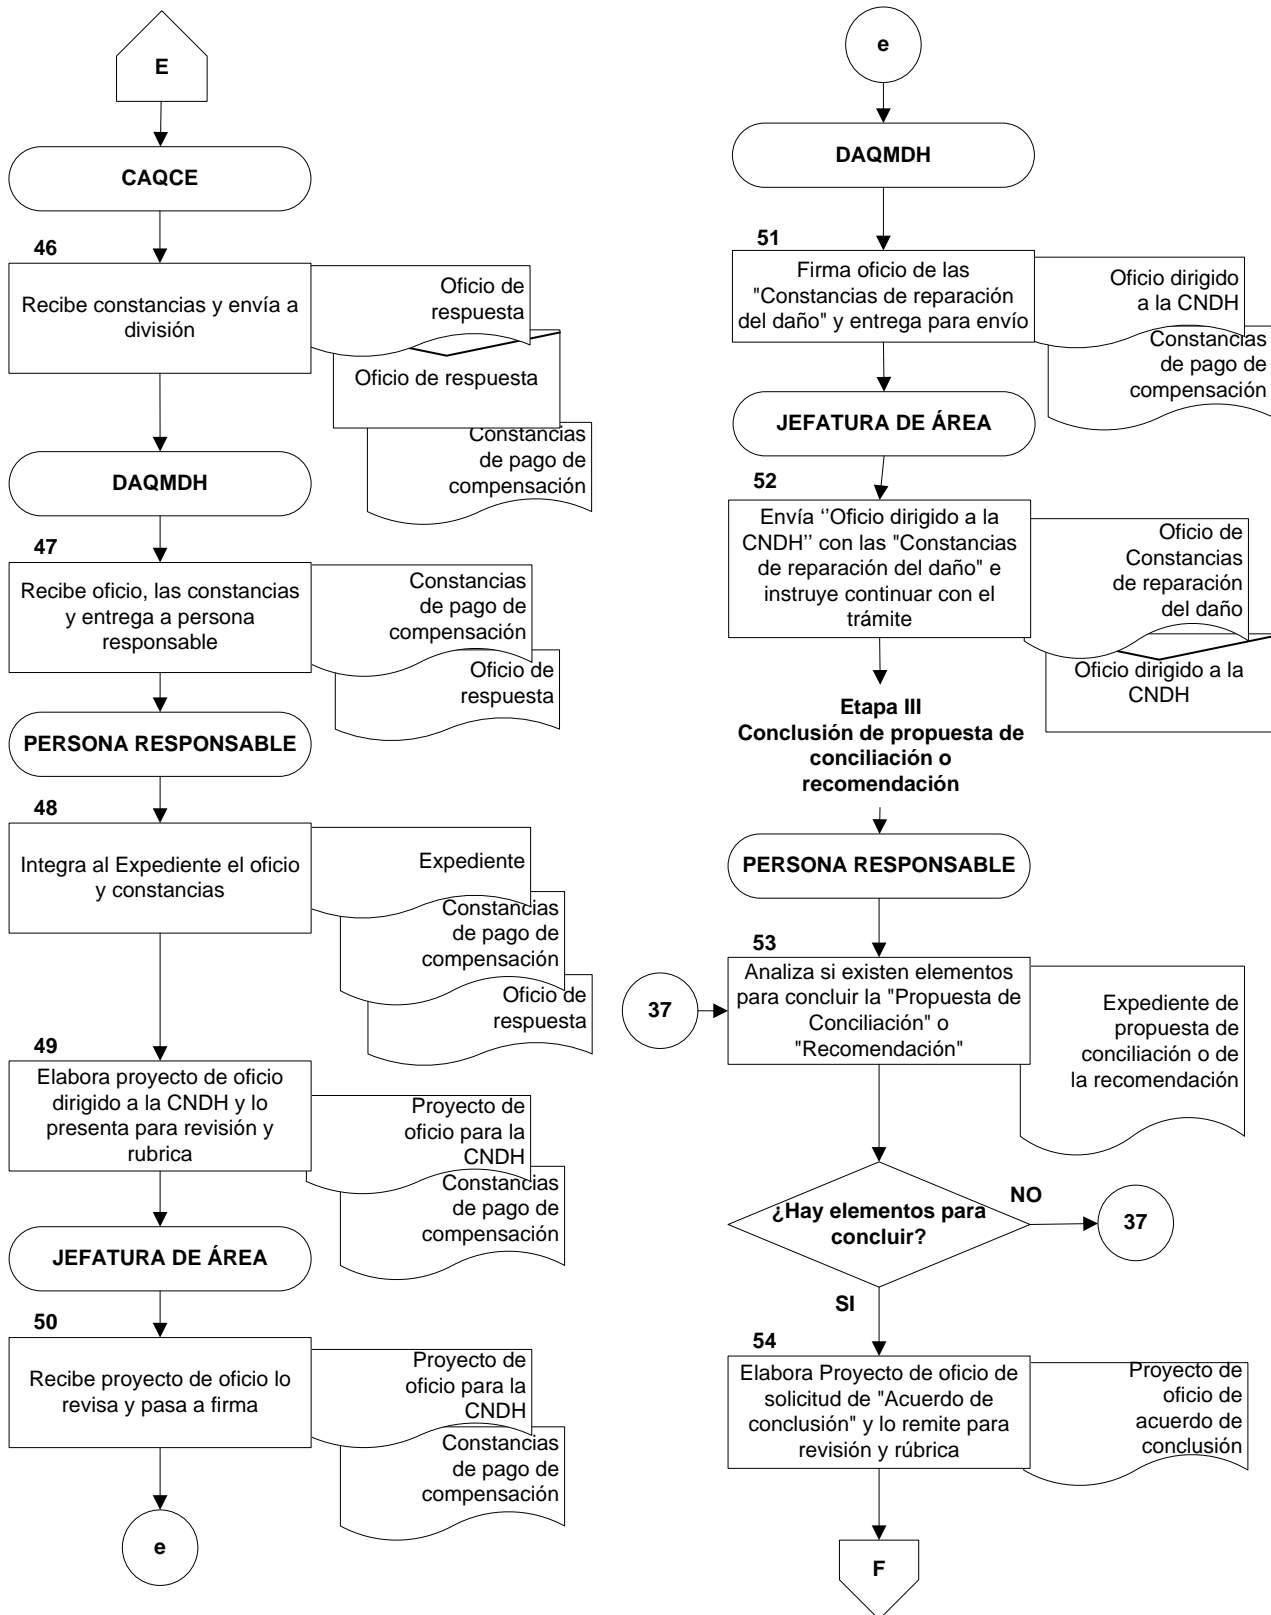 E
CAQCE
46
Recibe constancias y envía a
división
Oficio de
respuesta
Oficio de respuesta
Constancias
de pago de
compensación
DAQMDH
47
Recibe oficio, las constancias
y entrega a persona
responsable
Constancias
de pago de
compensación
Oficio de
respuesta
PERSONA RESPONSABLE
48
Integra al Expediente el oficio
y constancias
Expediente
Constancias
de pago de
compensación
Oficio de
respuesta
49
Elabora proyecto de oficio
dirigido a la CNDH y lo
presenta para revisión y
rubrica
Proyecto de
oficio para la
CNDH
Constancias
de pago de
compensación
JEFATURA DE ÁREA
50
Recibe proyecto de oficio lo
revisa y pasa a firma
Proyecto de
oficio para la
CNDH
Constancias
de pago de
compensación
e
e
DAQMDH
51
Firma oficio de las
"Constancias de reparación
del daño" y entrega para envío
Oficio dirigido
a la CNDH
Constancias
de pago de
compensación
JEFATURA DE ÁREA
52
Envía ‘‘Oficio dirigido a la
CNDH’’ con las "Constancias
de reparación del daño" e
instruye continuar con el
trámite
Oficio de
Constancias
de reparación
del daño
Oficio dirigido a la
CNDH
Etapa III
Conclusión de propuesta de
conciliación o
recomendación
PERSONA RESPONSABLE
53
37
Analiza si existen elementos
para concluir la "Propuesta de
Conciliación" o
"Recomendación"
Expediente de
propuesta de
conciliación o de
la recomendación
¿Hay elementos para
concluir?
NO
37
SI
54
Elabora Proyecto de oficio de
solicitud de "Acuerdo de
conclusión" y lo remite para
revisión y rúbrica
Proyecto de
oficio de
acuerdo de
conclusión
F